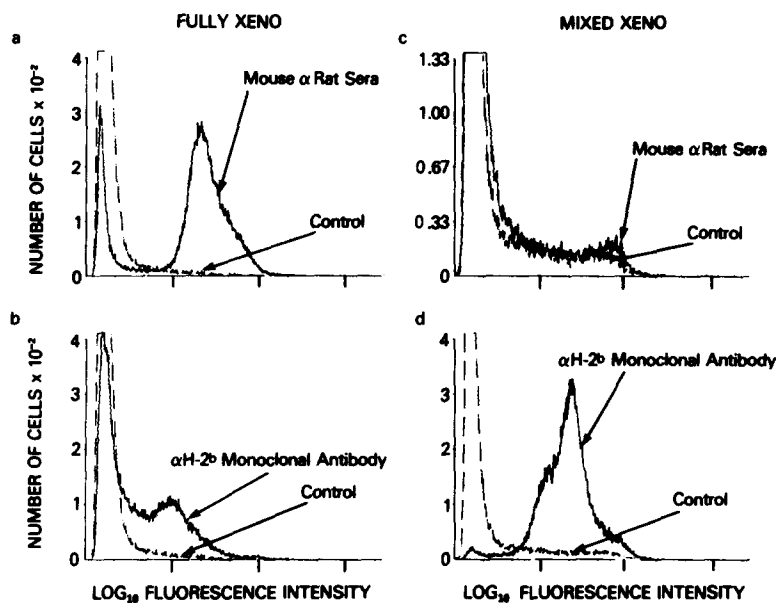 FULLY XENO
MIXED XENO
a
4
3
2
1
0
NUMBER OF CELLS x 10⁻²
Mouse α Rat Sera
Control
c
1.33
1.00
0.67
0.33
0
Mouse α Rat Sera
Control
b
4
3
2
1
0
NUMBER OF CELLS x 10⁻²
αH-2ᵇ Monoclonal Antibody
Control
LOG₁₀ FLUORESCENCE INTENSITY
d
4
3
2
1
0
αH-2ᵇ Monoclonal Antibody
Control
LOG₁₀ FLUORESCENCE INTENSITY